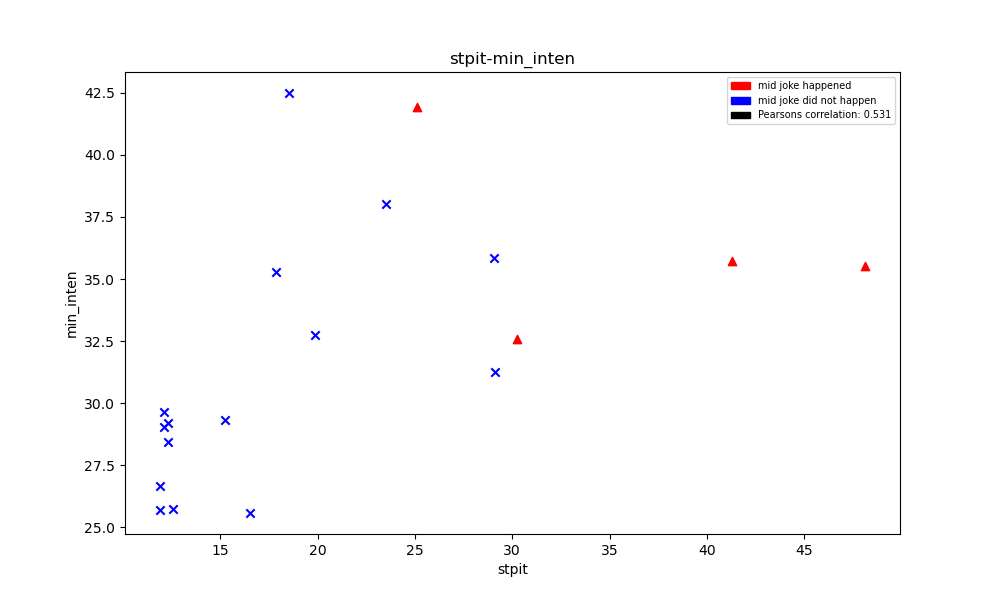 stpit-min_inten
mid joke happened
mid joke did not happen
Pearsons correlation: 0.531
42.5
40.0
37.5
35.0
32.5
30.0
27.5
25.0
min_inten
15 20 25 30 35 40 45
stpit